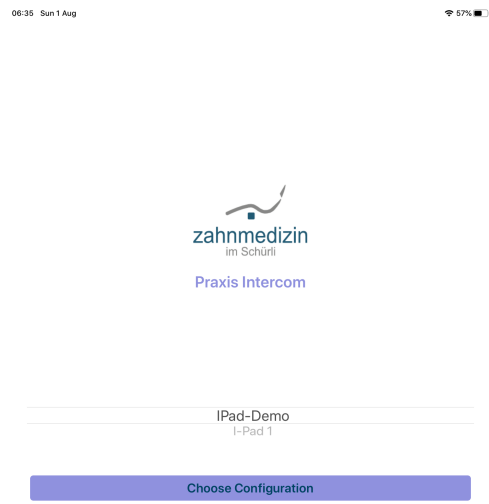 06:35 Sun 1 Aug 57%
zahnmedizin
im Schürli
Praxis Intercom
IPad-Demo
I-Pad 1
Choose Configuration